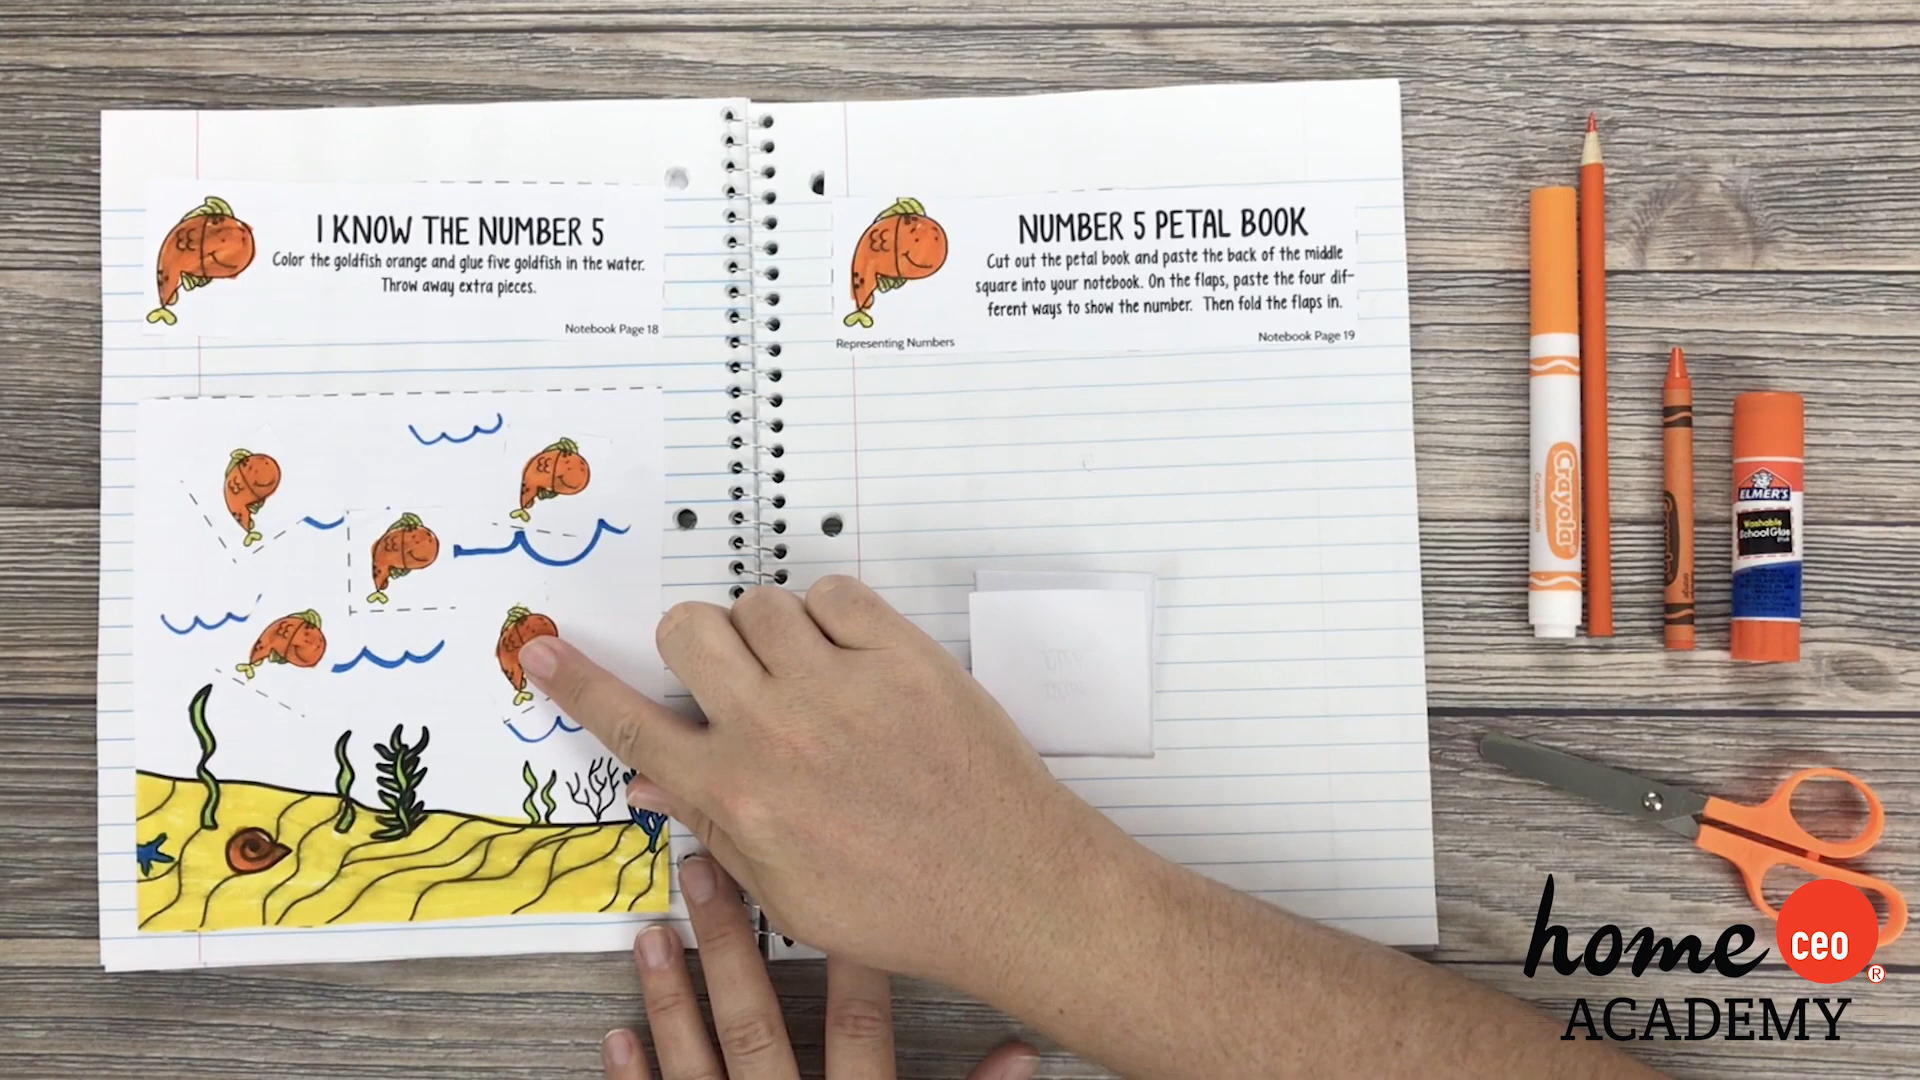 I KNOW THE NUMBER 5
Color the goldfish orange and glue five goldfish in the water.
Throw away extra pieces.
Notebook Page 18
NUMBER 5 PETAL BOOK
Cut out the petal book and paste the back of the middle
square into your notebook. On the flaps, paste the four dif-
ferent ways to show the number. Then fold the flaps in.
Representing Numbers
Notebook Page 19
Crayola®
Crayola.com
ELMER'S
Washable
School Glue
home CEO®
ACADEMY